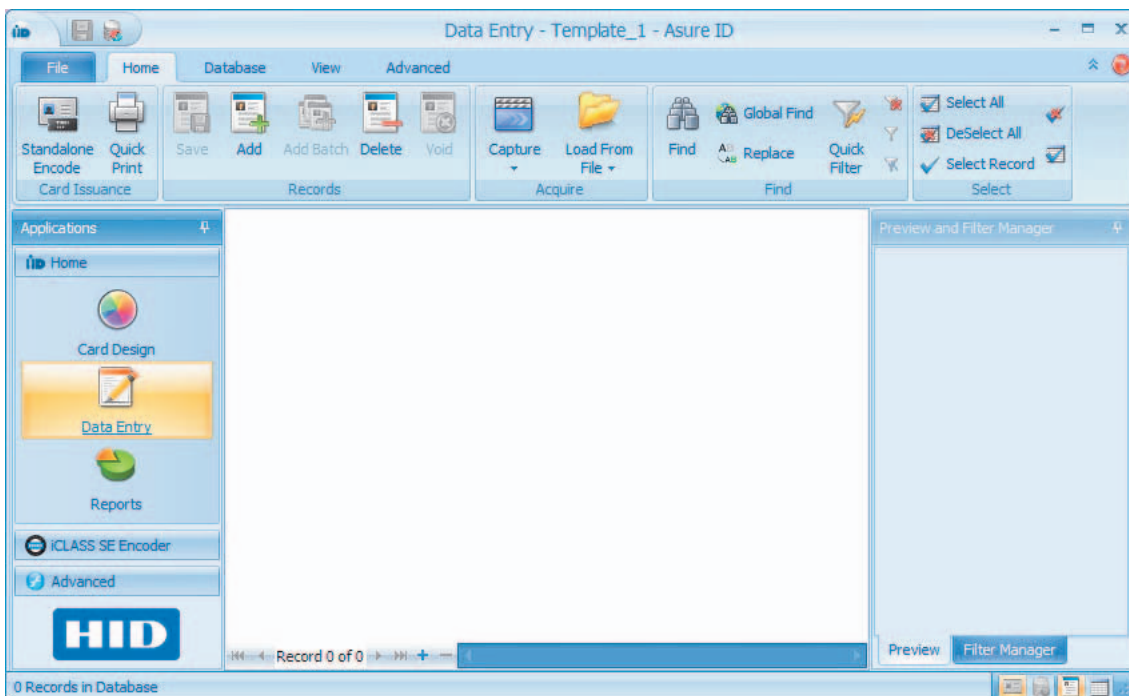 Data Entry - Template_1 - Asure ID
File Home Database View Advanced
Standalone Encode
Quick Print
Save
Add
Add Batch
Delete
Void
Capture
Load From File
Find
Global Find
Replace
Quick Filter
Select All
DeSelect All
Select Record
Card Issuance
Records
Acquire
Find
Select
Applications
Preview and Filter Manager
iID Home
Card Design
Data Entry
Reports
iCLASS SE Encoder
Advanced
HID
Record 0 of 0
Preview
Filter Manager
0 Records in Database